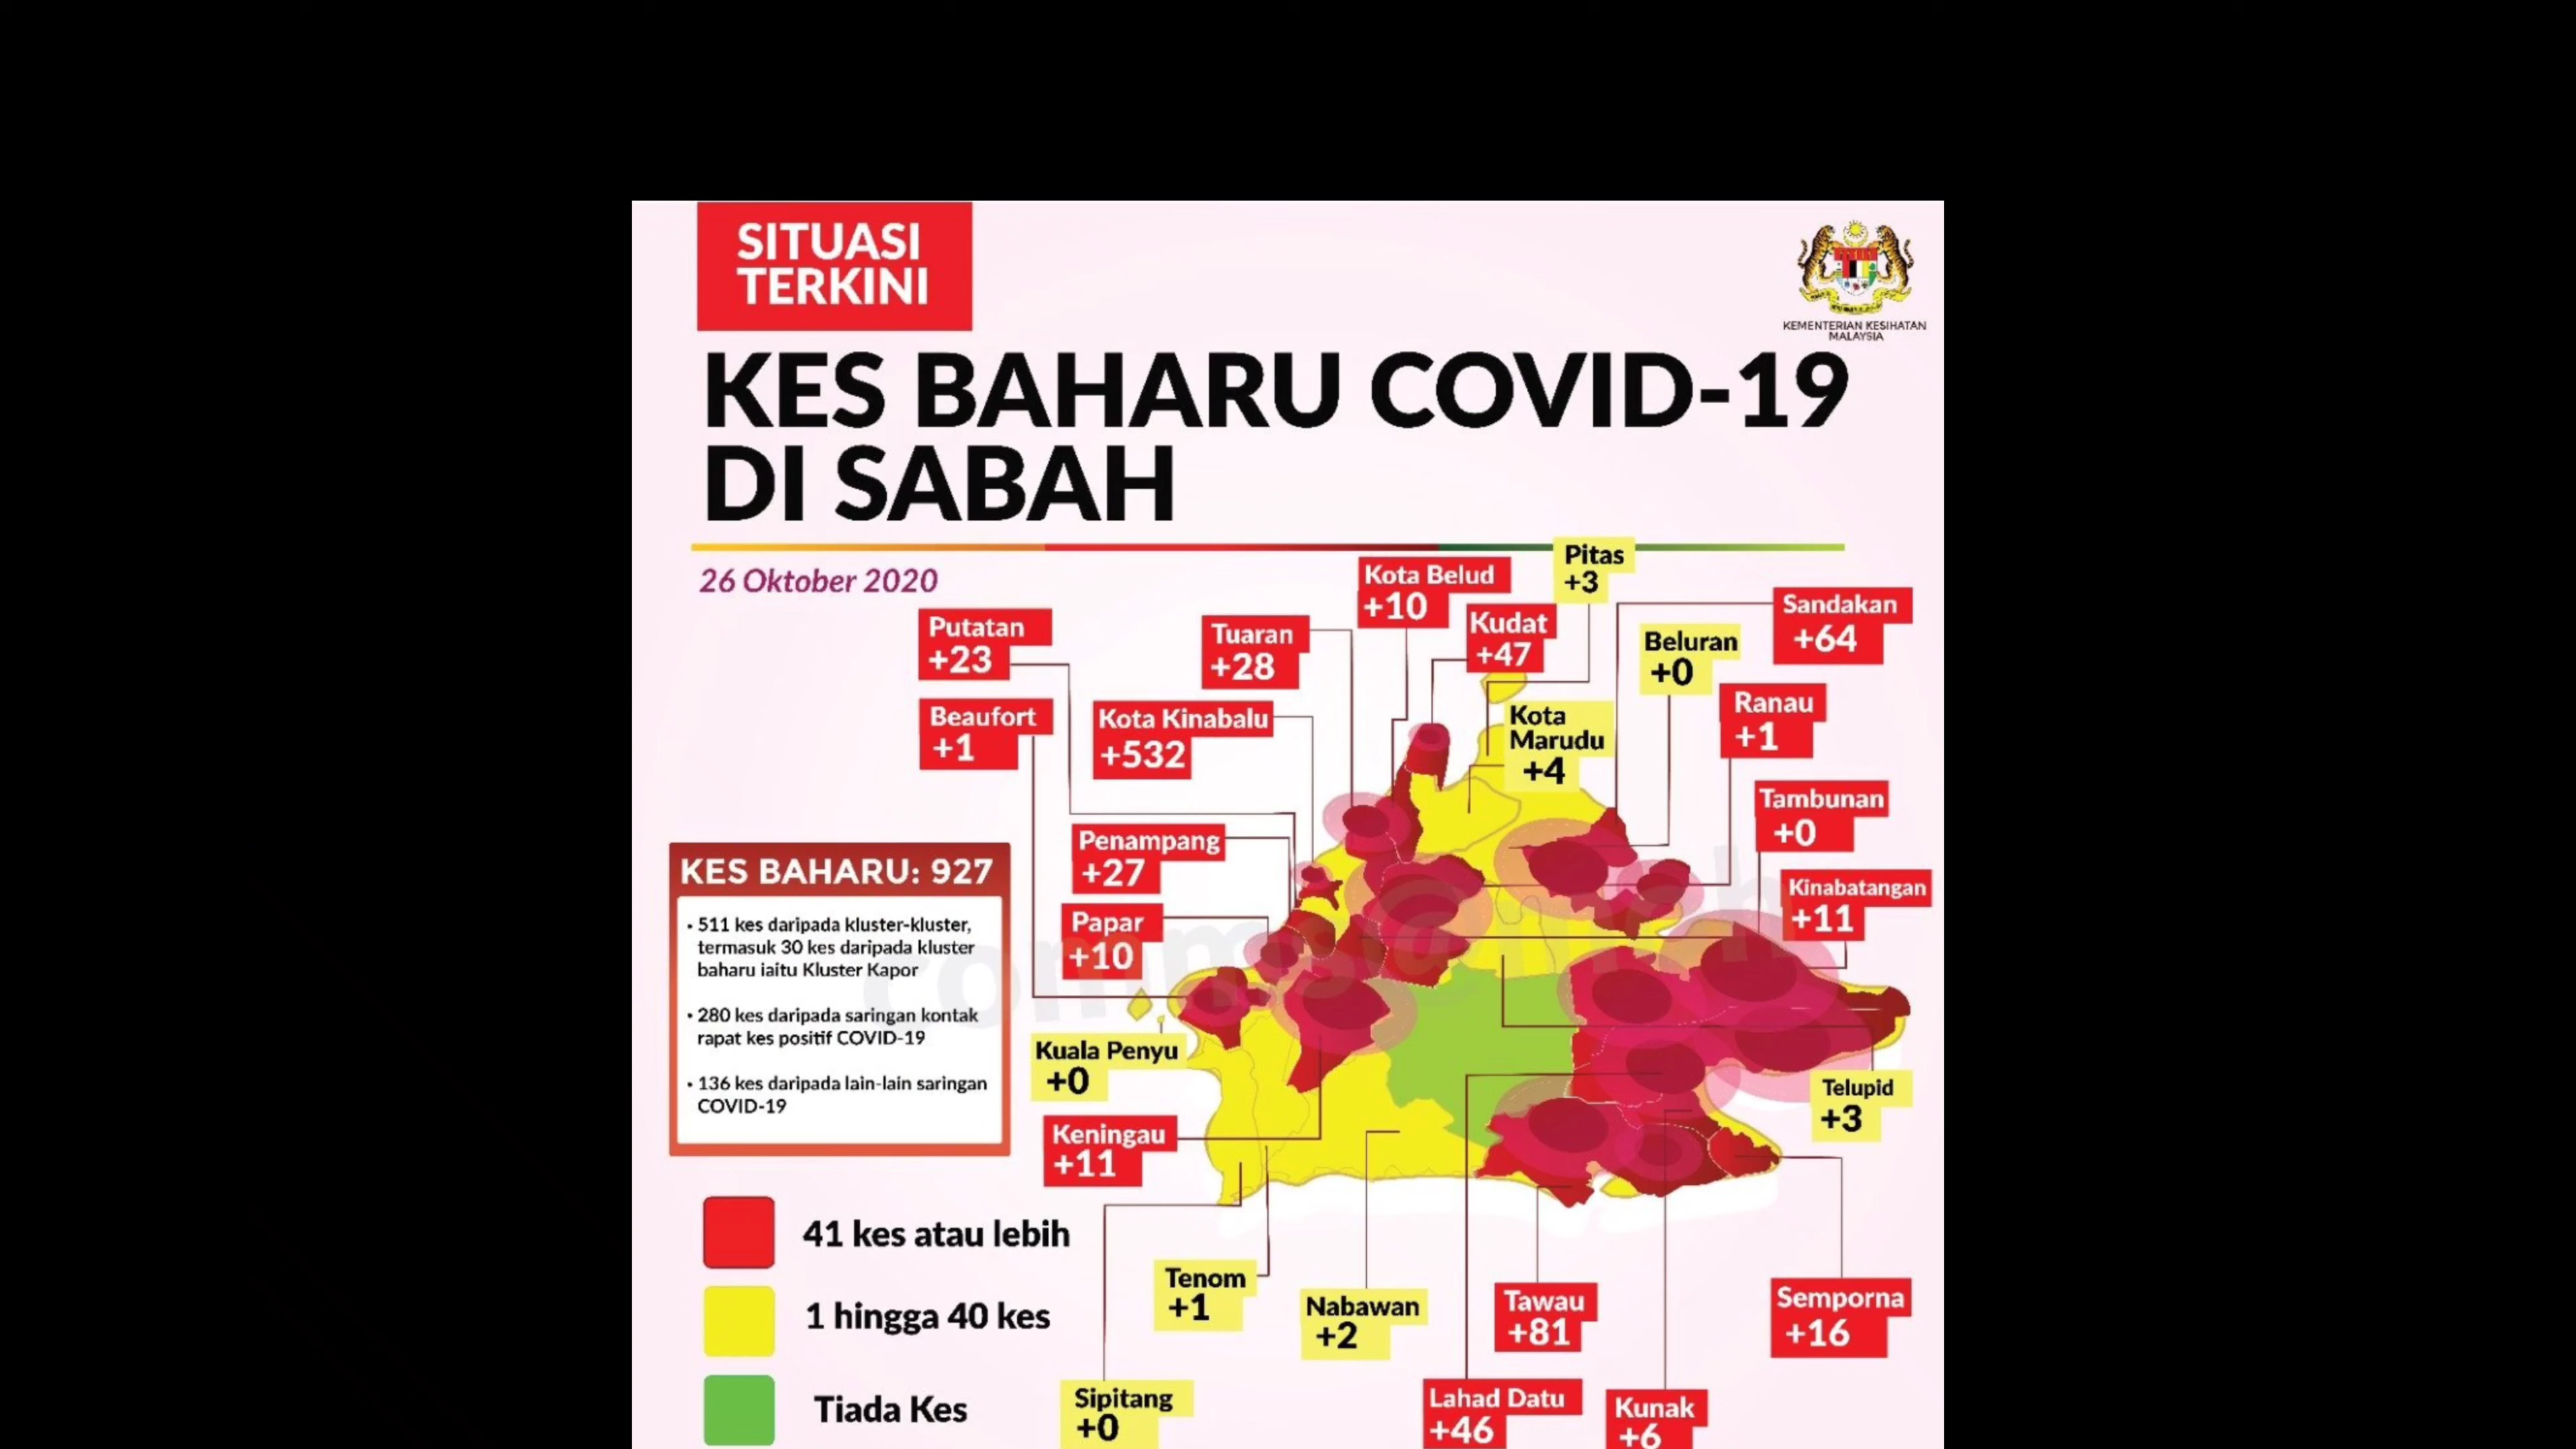 SITUASI
TERKINI
KEMENTERIAN KESIHATAN
MALAYSIA
KES BAHARU COVID-19
DI SABAH
26 Oktober 2020
Pitas
+3
Kota Belud
+10
Sandakan
+64
Kudat
+47
Putatan
+23
Tuaran
+28
Beluran
+0
Ranau
+1
Kota
Marudu
+4
Beaufort
+1
Kota Kinabalu
+532
Tambunan
+0
Penampang
+27
Kinabatangan
+11
Papar
+10
KES BAHARU: 927
• 511 kes daripada kluster-kluster,
termasuk 30 kes daripada kluster
baharu iaitu Kluster Kapor
• 280 kes daripada saringan kontak
rapat kes positif COVID-19
• 136 kes daripada lain-lain saringan
COVID-19
Kuala Penyu
+0
Telupid
+3
Keningau
+11
41 kes atau lebih
1 hingga 40 kes
Tiada Kes
Tenom
+1
Nabawan
+2
Tawau
+81
Semporna
+16
Sipitang
+0
Lahad Datu
+46
Kunak
+6